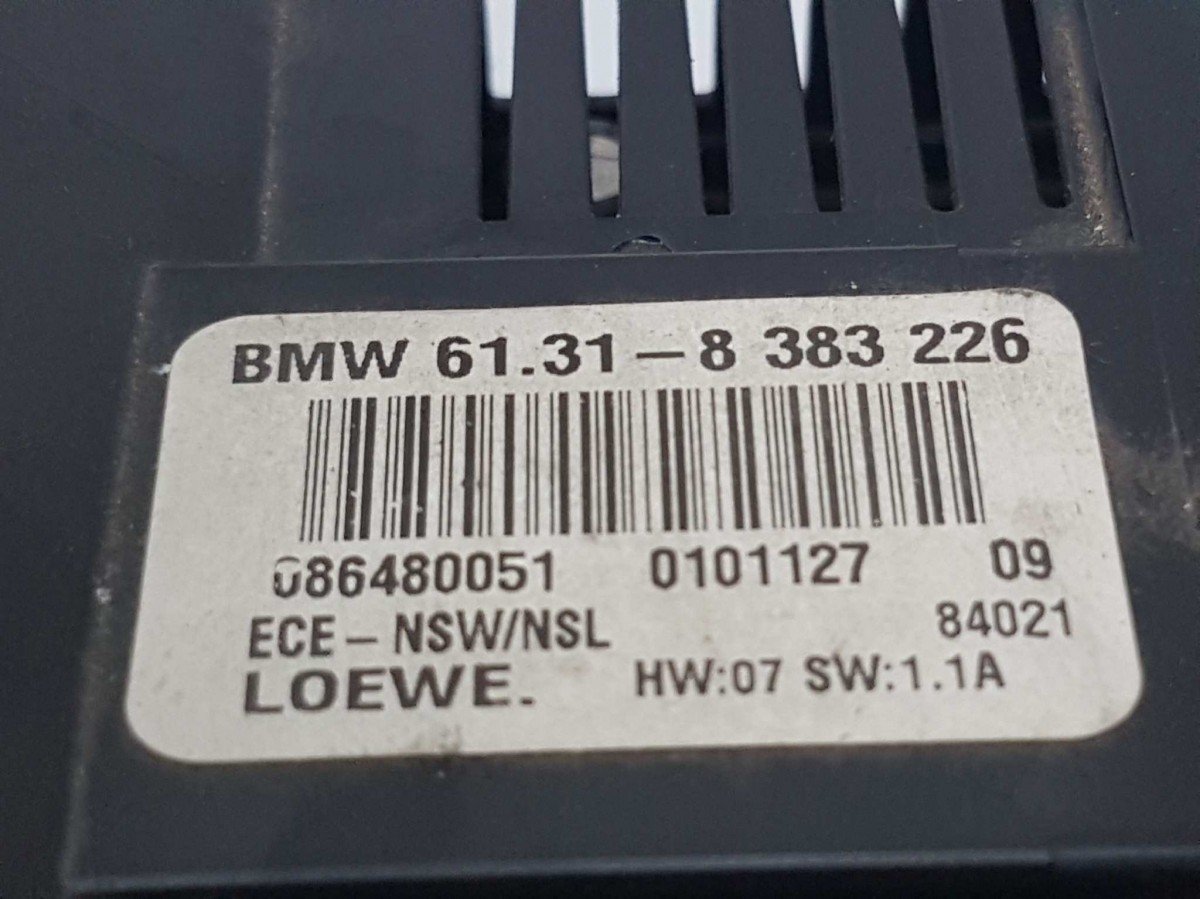 BMW 61.31-8 383 226
086480051 0101127 09
ECE-NSW/NSL 84021
LOEWE. HW:07 SW:1.1A